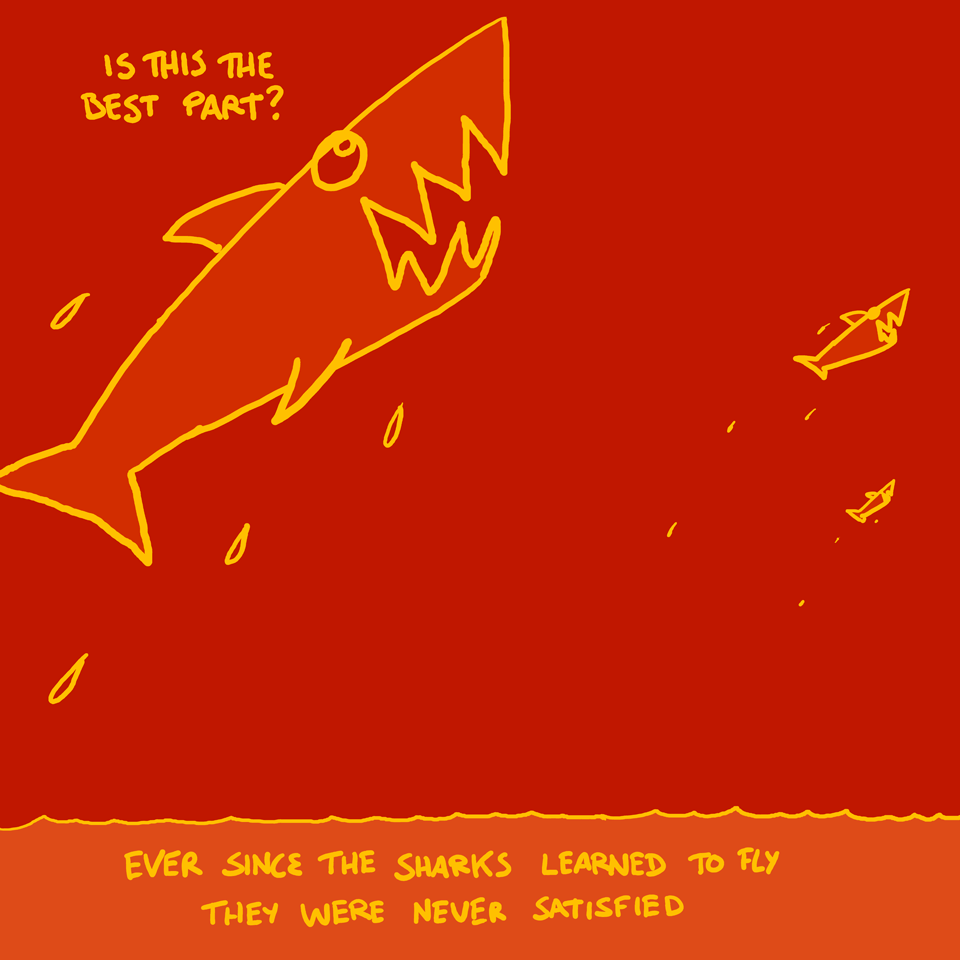 IS THIS THE
BEST PART?
EVER SINCE THE SHARKS LEARNED TO FLY
THEY WERE NEVER SATISFIED